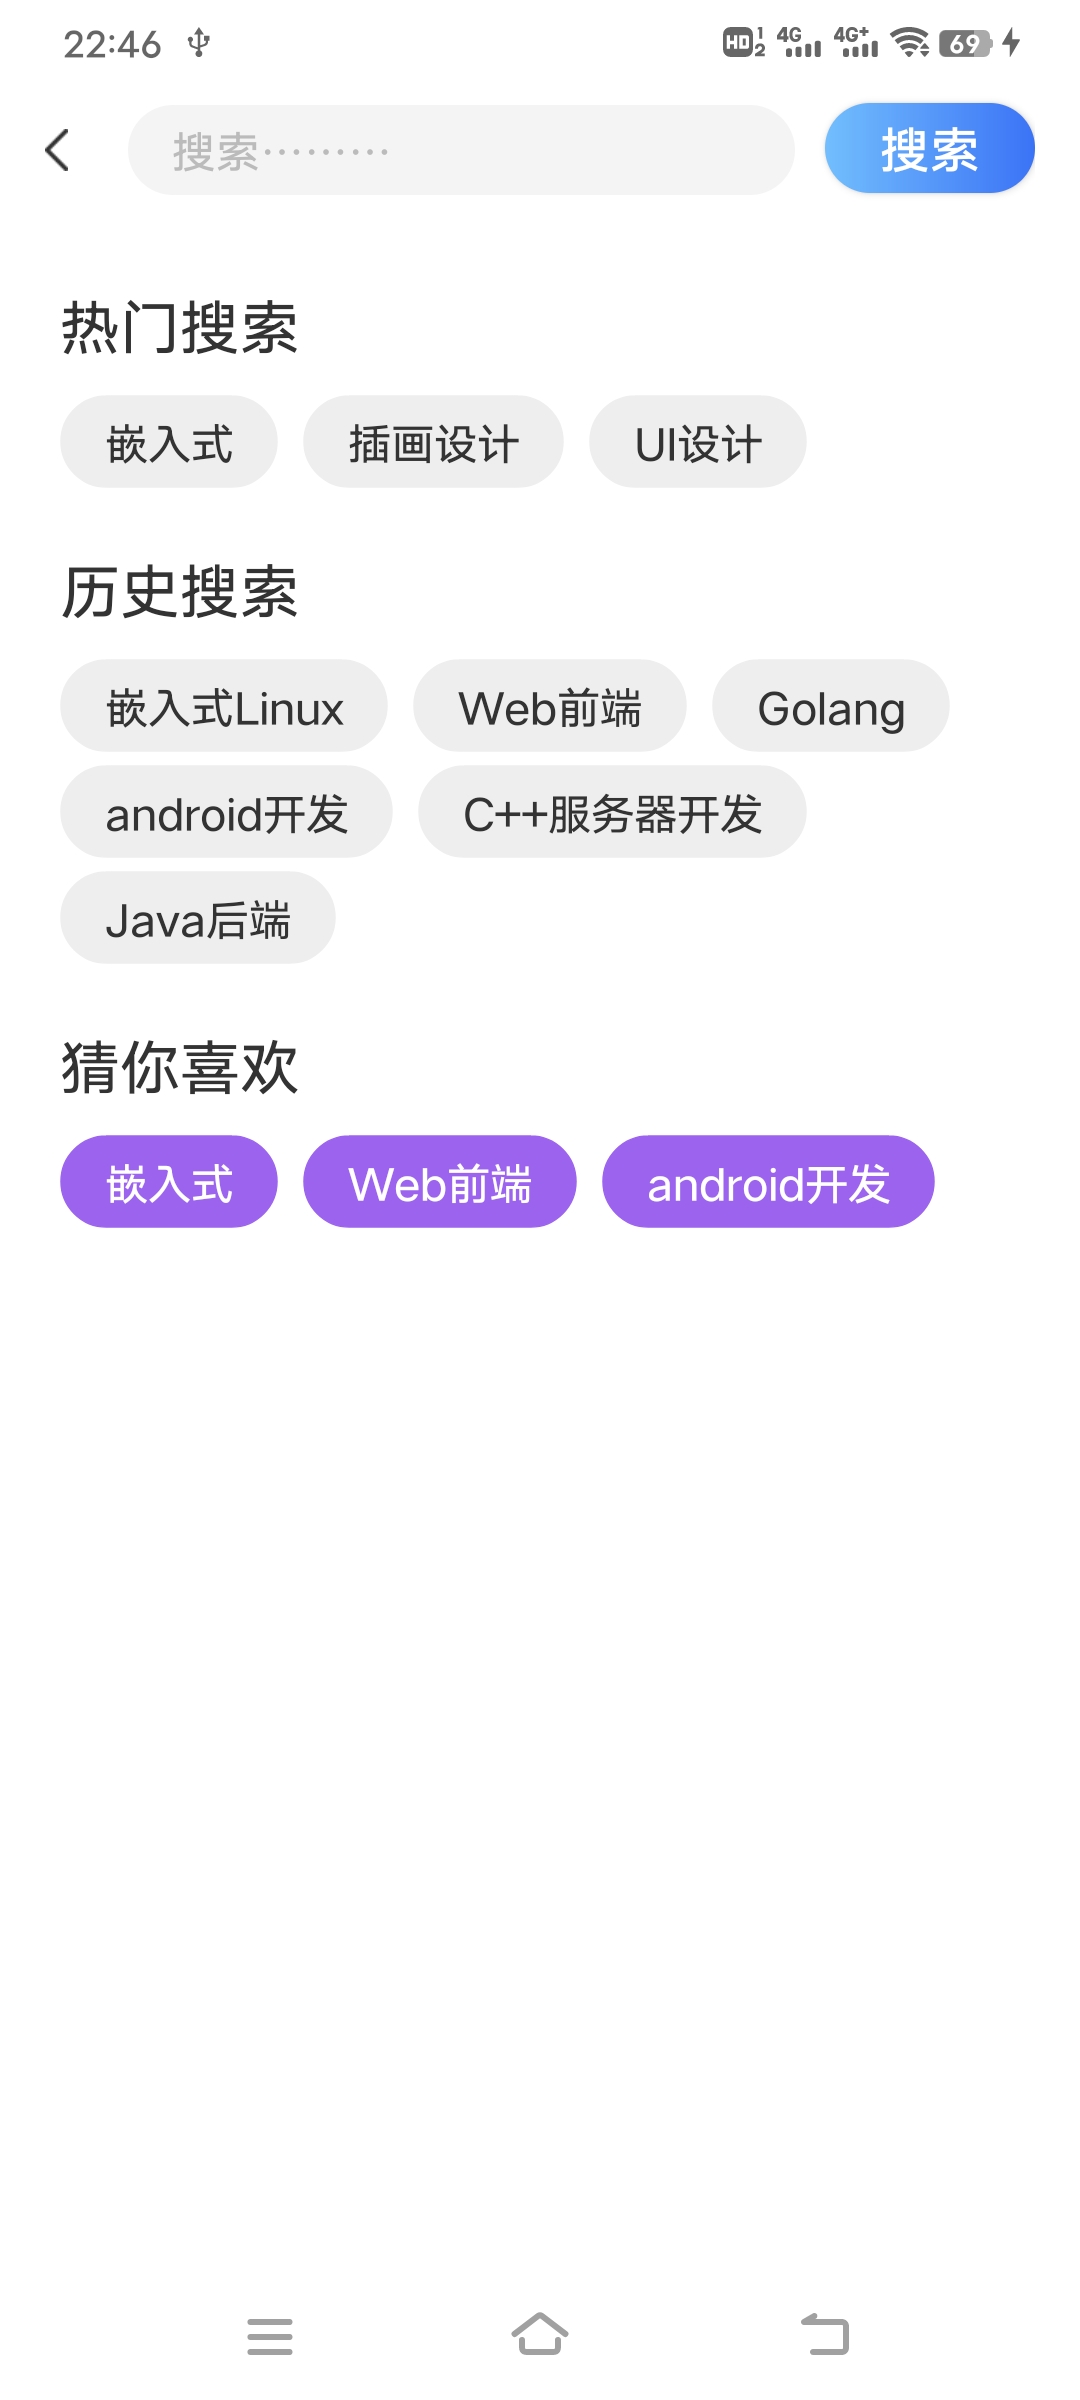 22:46 HD 1 2 4G 4G+ 69
搜索········· 搜索
热门搜索
嵌入式 插画设计 UI设计
历史搜索
嵌入式Linux Web前端 Golang
android开发 C++服务器开发
Java后端
猜你喜欢
嵌入式 Web前端 android开发